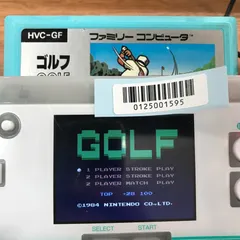 HVC-GF
ファミリー コンピュータ
ゴルフ
GOLF
0125001595
GOLF
1 PLAYER STROKE PLAY
2 PLAYER STROKE PLAY
2 PLAYER MATCH PLAY
TOP -28 100
©1984 NINTENDO CO.,LTD.
SELECT
START